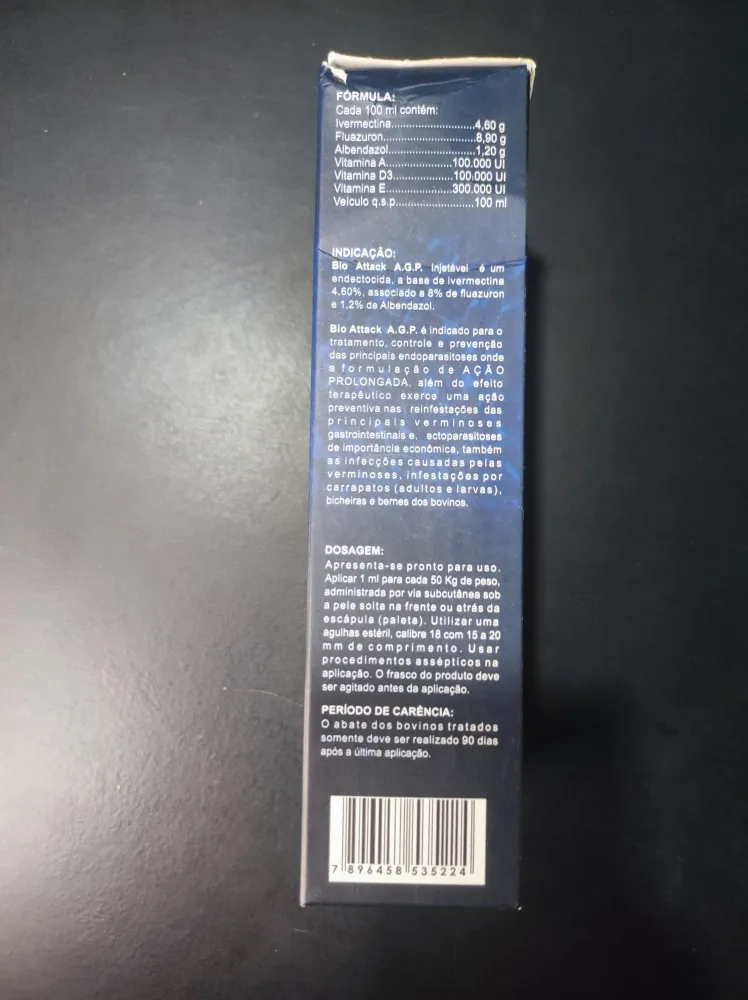 FÓRMULA:
Cada 100 ml contém:
Ivermectina............................4,60 g
Fluazuron..............................8,90 g
Albendazol.............................1,20 g
Vitamina A.....................100.000 UI
Vitamina D3...................100.000 UI
Vitamina E.....................300.000 UI
Veículo q.s.p.........................100 ml
INDICAÇÃO:
Bio Attack A.G.P. Injetável é um
endectocida, a base de ivermectina
4,60%, associado a 8% de fluazuron
e 1,2% de Albendazol.
Bio Attack A.G.P. é indicado para o
tratamento, controle e prevenção
das principais endoparasitoses onde
a formulação de AÇÃO
PROLONGADA, além do efeito
terapêutico exerce uma ação
preventiva nas reinfestações das
principais verminoses
gastrointestinais e, ectoparasitoses
de importância econômica, também
as infecções causadas pelas
verminoses, infestações por
carrapatos (adultos e larvas),
bicheiras e bernes dos bovinos.
DOSAGEM:
Apresenta-se pronto para uso.
Aplicar 1 ml para cada 50 Kg de peso,
administrada por via subcutânea sob
a pele solta na frente ou atrás da
escápula (paleta). Utilizar uma
agulhas estéril, calibre 18 com 15 a 20
mm de comprimento. Usar
procedimentos assépticos na
aplicação. O frasco do produto deve
ser agitado antes da aplicação.
PERÍODO DE CARÊNCIA:
O abate dos bovinos tratados
somente deve ser realizado 90 dias
após a última aplicação.
7 896458 535224